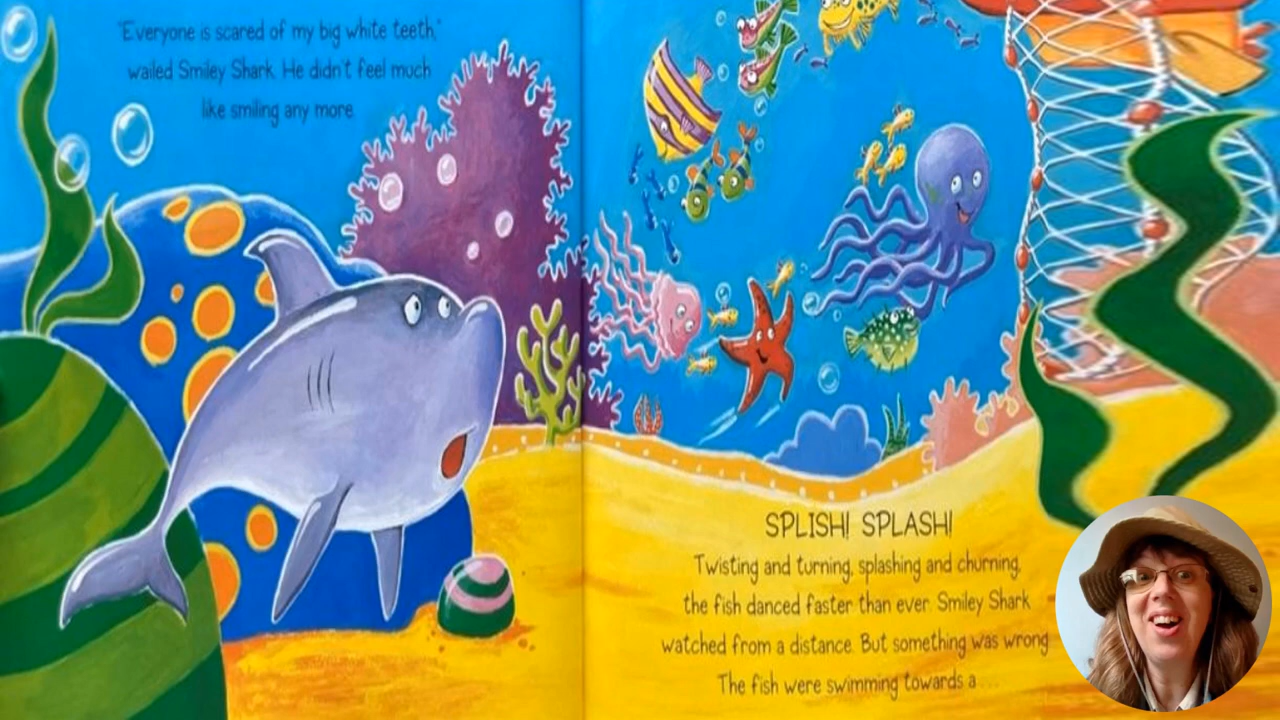 "Everyone is scared of my big white teeth,"
wailed Smiley Shark. He didn't feel much
like smiling any more.
SPLISH! SPLASH!
Twisting and turning, splashing and churning,
the fish danced faster than ever. Smiley Shark
watched from a distance. But something was wrong.
The fish were swimming towards a . . .